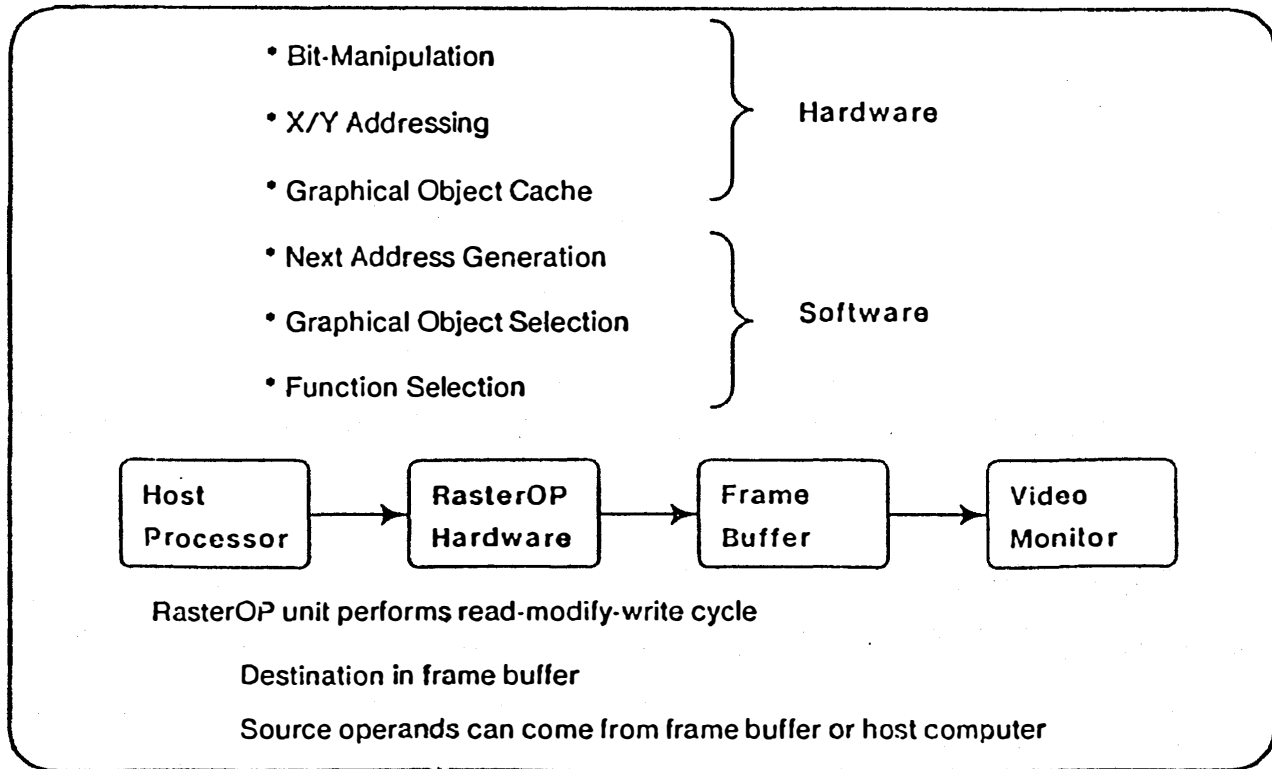 * Bit-Manipulation
* X/Y Addressing
Hardware
* Graphical Object Cache
* Next Address Generation
* Graphical Object Selection
Software
* Function Selection
Host Processor
RasterOP Hardware
Frame Buffer
Video Monitor
RasterOP unit performs read-modify-write cycle
Destination in frame buffer
Source operands can come from frame buffer or host computer